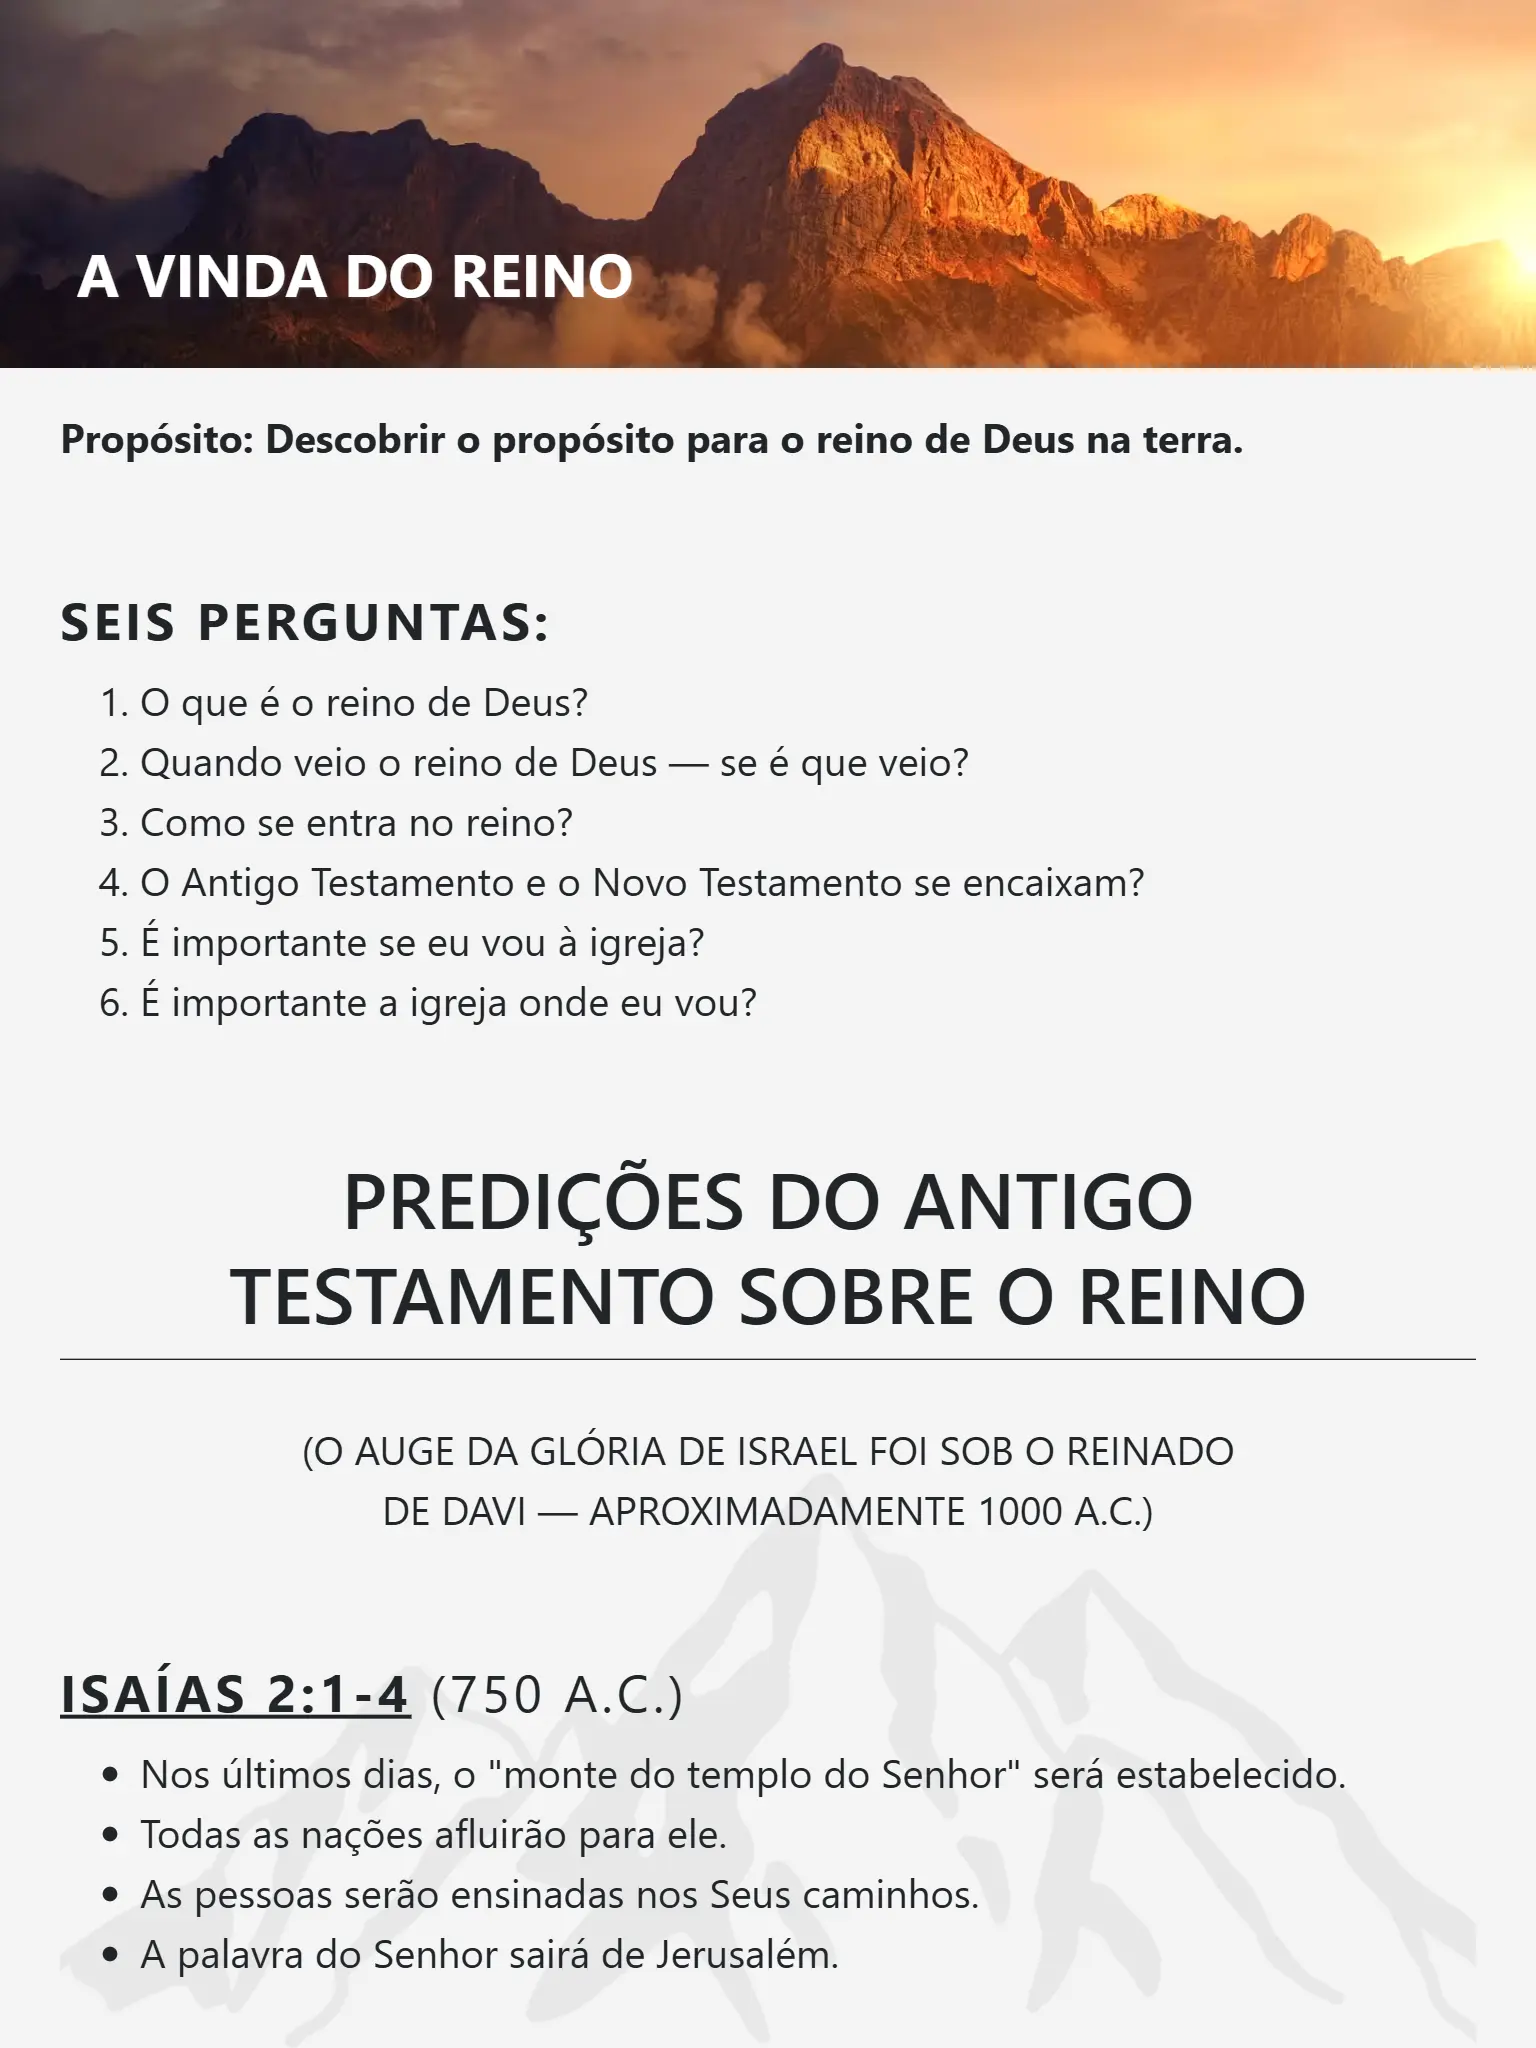 A VINDA DO REINO
Propósito: Descobrir o propósito para o reino de Deus na terra.
SEIS PERGUNTAS:
1. O que é o reino de Deus?
2. Quando veio o reino de Deus — se é que veio?
3. Como se entra no reino?
4. O Antigo Testamento e o Novo Testamento se encaixam?
5. É importante se eu vou à igreja?
6. É importante a igreja onde eu vou?
PREDIÇÕES DO ANTIGO
TESTAMENTO SOBRE O REINO
(O AUGE DA GLÓRIA DE ISRAEL FOI SOB O REINADO
DE DAVI — APROXIMADAMENTE 1000 A.C.)
ISAÍAS 2:1-4 (750 A.C.)
• Nos últimos dias, o "monte do templo do Senhor" será estabelecido.
• Todas as nações afluirão para ele.
• As pessoas serão ensinadas nos Seus caminhos.
• A palavra do Senhor sairá de Jerusalém.